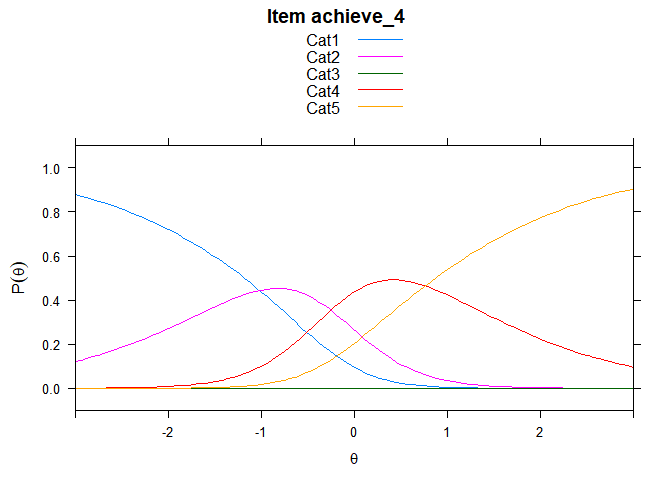 Item achieve_4
Cat1
Cat2
Cat3
Cat4
Cat5
1.0
0.8
0.6
0.4
0.2
0.0
P(θ)
-2 -1 0 1 2
θ